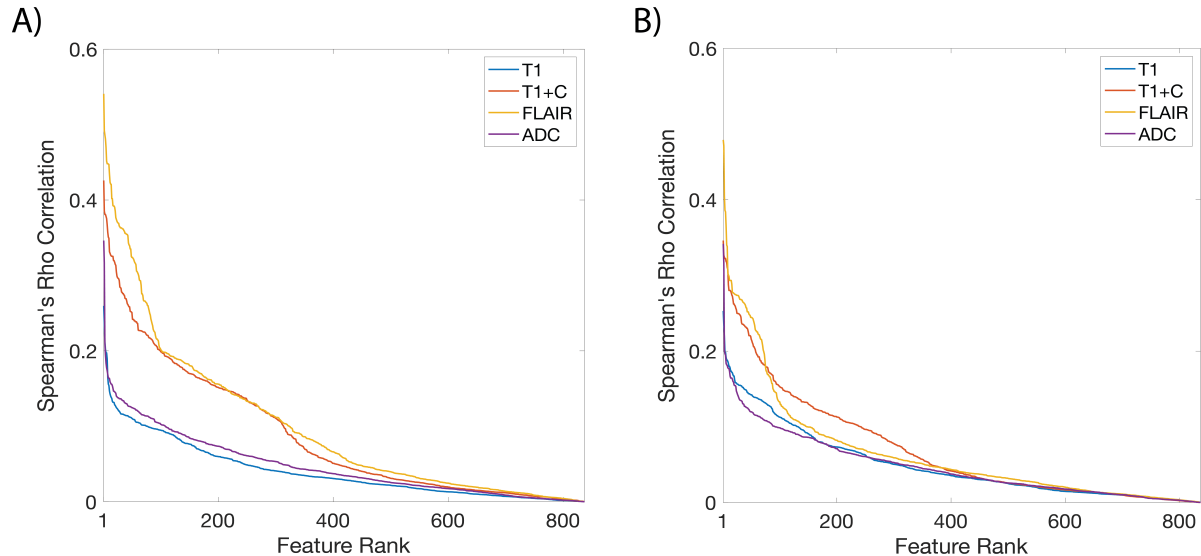 A)
0.6
0.4
0.2
0
Spearman's Rho Correlation
T1
T1+C
FLAIR
ADC
1 200 400 600 800
Feature Rank
B)
0.6
0.4
0.2
0
Spearman's Rho Correlation
T1
T1+C
FLAIR
ADC
1 200 400 600 800
Feature Rank